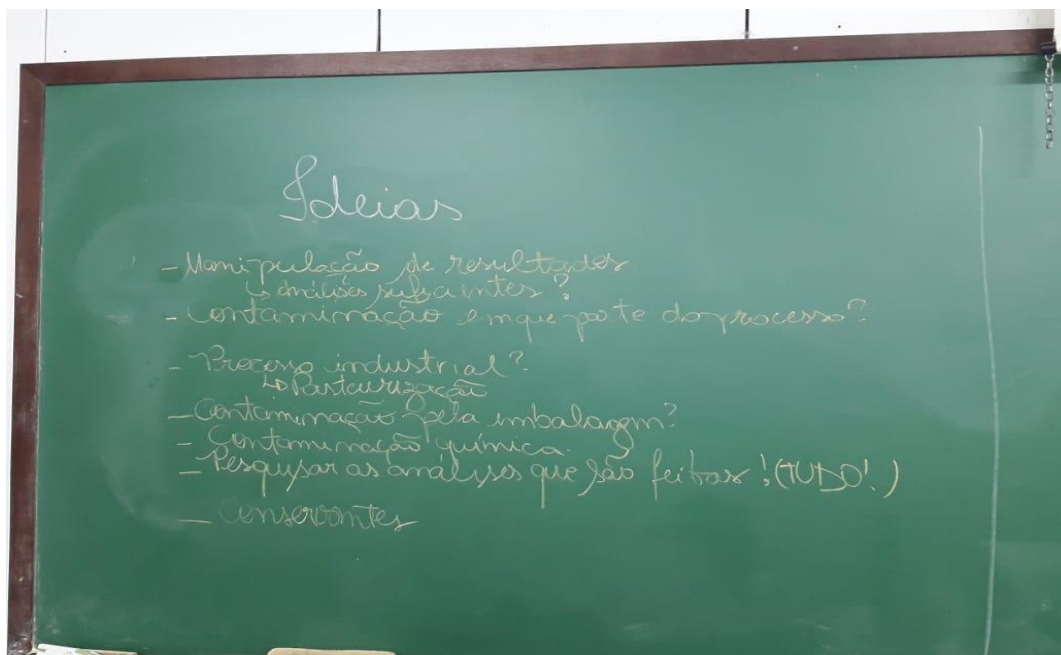 Ideias
- Manipulação de resultados
↳ análises suficientes?
- Contaminação em que parte do processo?
- Processo industrial?
↳ Pasteurização
- Contaminação pela embalagem?
- Contaminação química.
- Pesquisar as análises que são feitas! (TUDO!)
- Conservantes